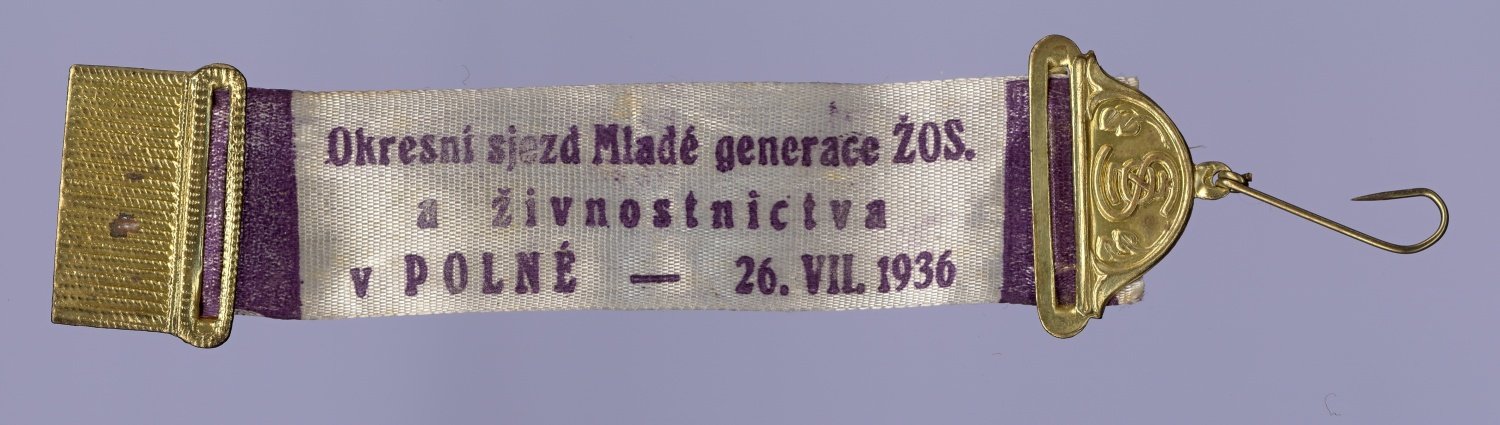 Okresní sjezd Mladé generace ŽOS.
a živnostnictva
v POLNÉ — 26. VII. 1936